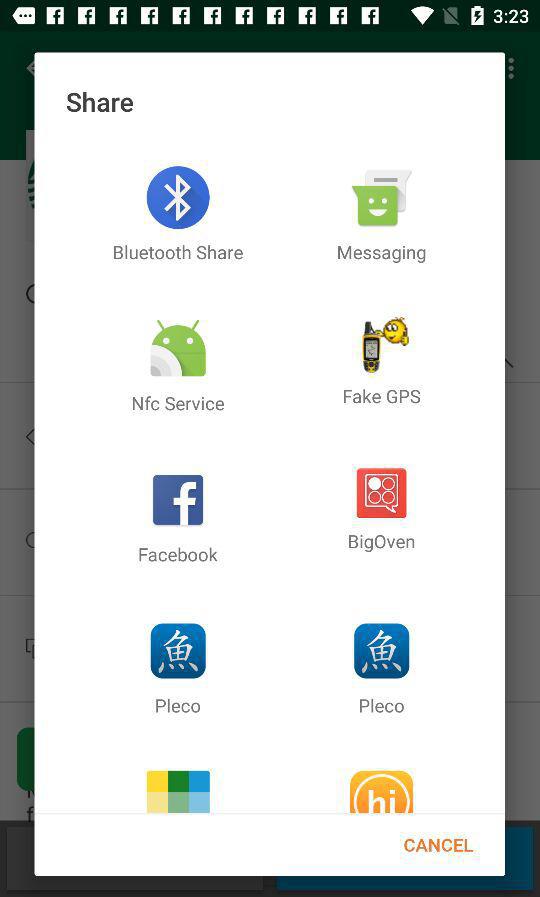 3:23
Share
Bluetooth Share
Messaging
Nfc Service
Fake GPS
Facebook
BigOven
魚
Pleco
魚
Pleco
hi
CANCEL